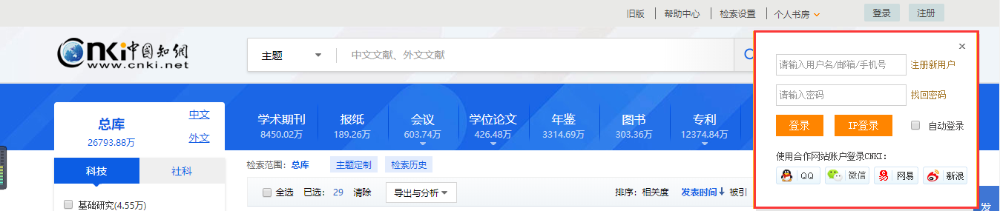 旧版 帮助中心 检索设置 个人书房 登录 注册
Cnki中国知网
www.cnki.net
主题 中文文献、外文文献
请输入用户名/邮箱/手机号 注册新用户
请输入密码 找回密码
登录 IP登录 自动登录
使用合作网站账户登录CNKI:
QQ 微信 网易 新浪
总库 中文
26793.88万 外文
学术期刊 报纸 会议 学位论文 年鉴 图书 专利
8450.02万 189.26万 603.74万 426.48万 3314.69万 303.36万 12374.84万
科技 社科
基础研究(4.55万)
检索范围: 总库 主题定制 检索历史
全选 已选: 29 清除 导出与分析 排序: 相关度 发表时间 被引
发